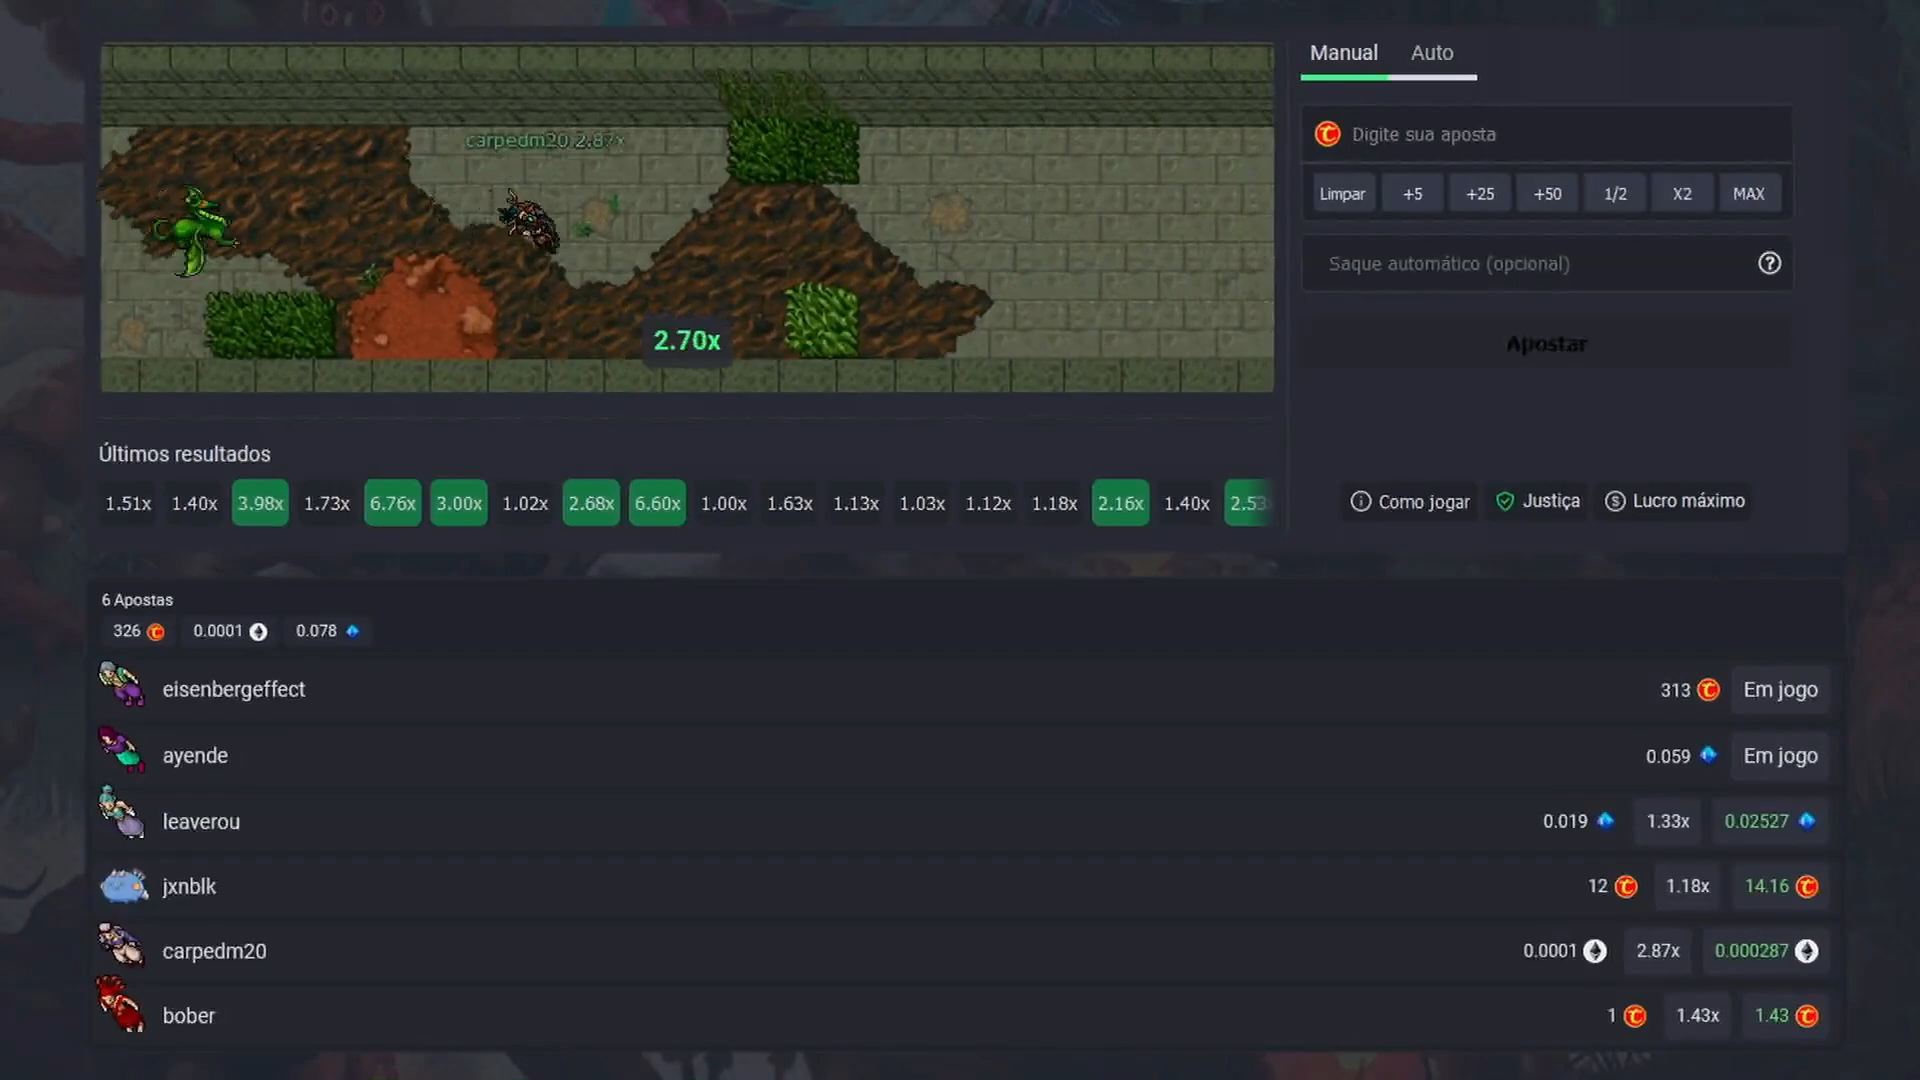 Manual Auto
carpedm20 2.87x
Digite sua aposta
Limpar +5 +25 +50 1/2 X2 MAX
Saque automático (opcional)
2.70x
Apostar
Últimos resultados
1.51x 1.40x 3.98x 1.73x 6.76x 3.00x 1.02x 2.68x 6.60x 1.00x 1.63x 1.13x 1.03x 1.12x 1.18x 2.16x 1.40x 2.53
Como jogar Justiça Lucro máximo
6 Apostas
326 0.0001 0.078
eisenbergeffect 313 Em jogo
ayende 0.059 Em jogo
leaverou 0.019 1.33x 0.02527
jxnblk 12 1.18x 14.16
carpedm20 0.0001 2.87x 0.000287
bober 1 1.43x 1.43